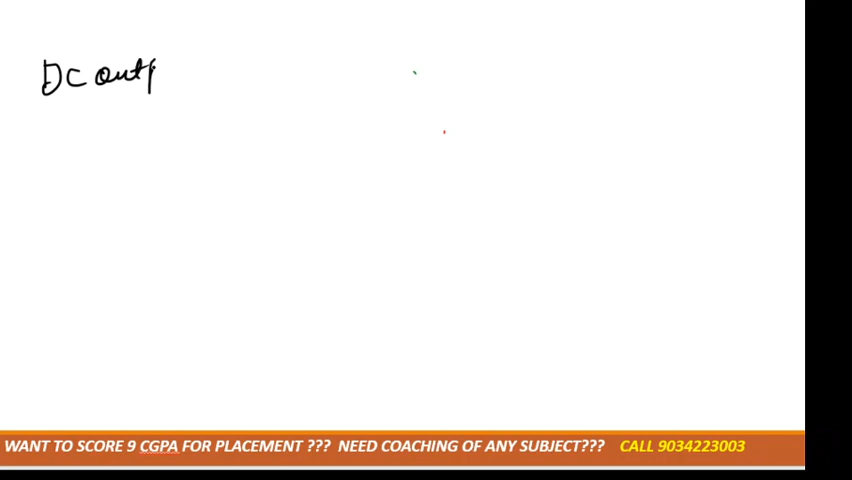 DC outp
WANT TO SCORE 9 CGPA FOR PLACEMENT ??? NEED COACHING OF ANY SUBJECT??? CALL 9034223003